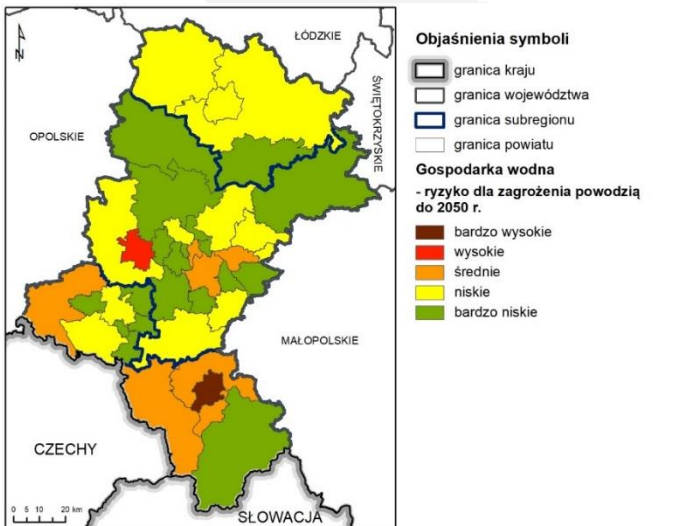 N
ŁÓDZKIE
ŚWIĘTOKRZYSKIE
OPOLSKIE
MAŁOPOLSKIE
CZECHY
SŁOWACJA
0 5 10 20 km
Objaśnienia symboli
granica kraju
granica województwa
granica subregionu
granica powiatu
Gospodarka wodna
- ryzyko dla zagrożenia powodzią
do 2050 r.
bardzo wysokie
wysokie
średnie
niskie
bardzo niskie